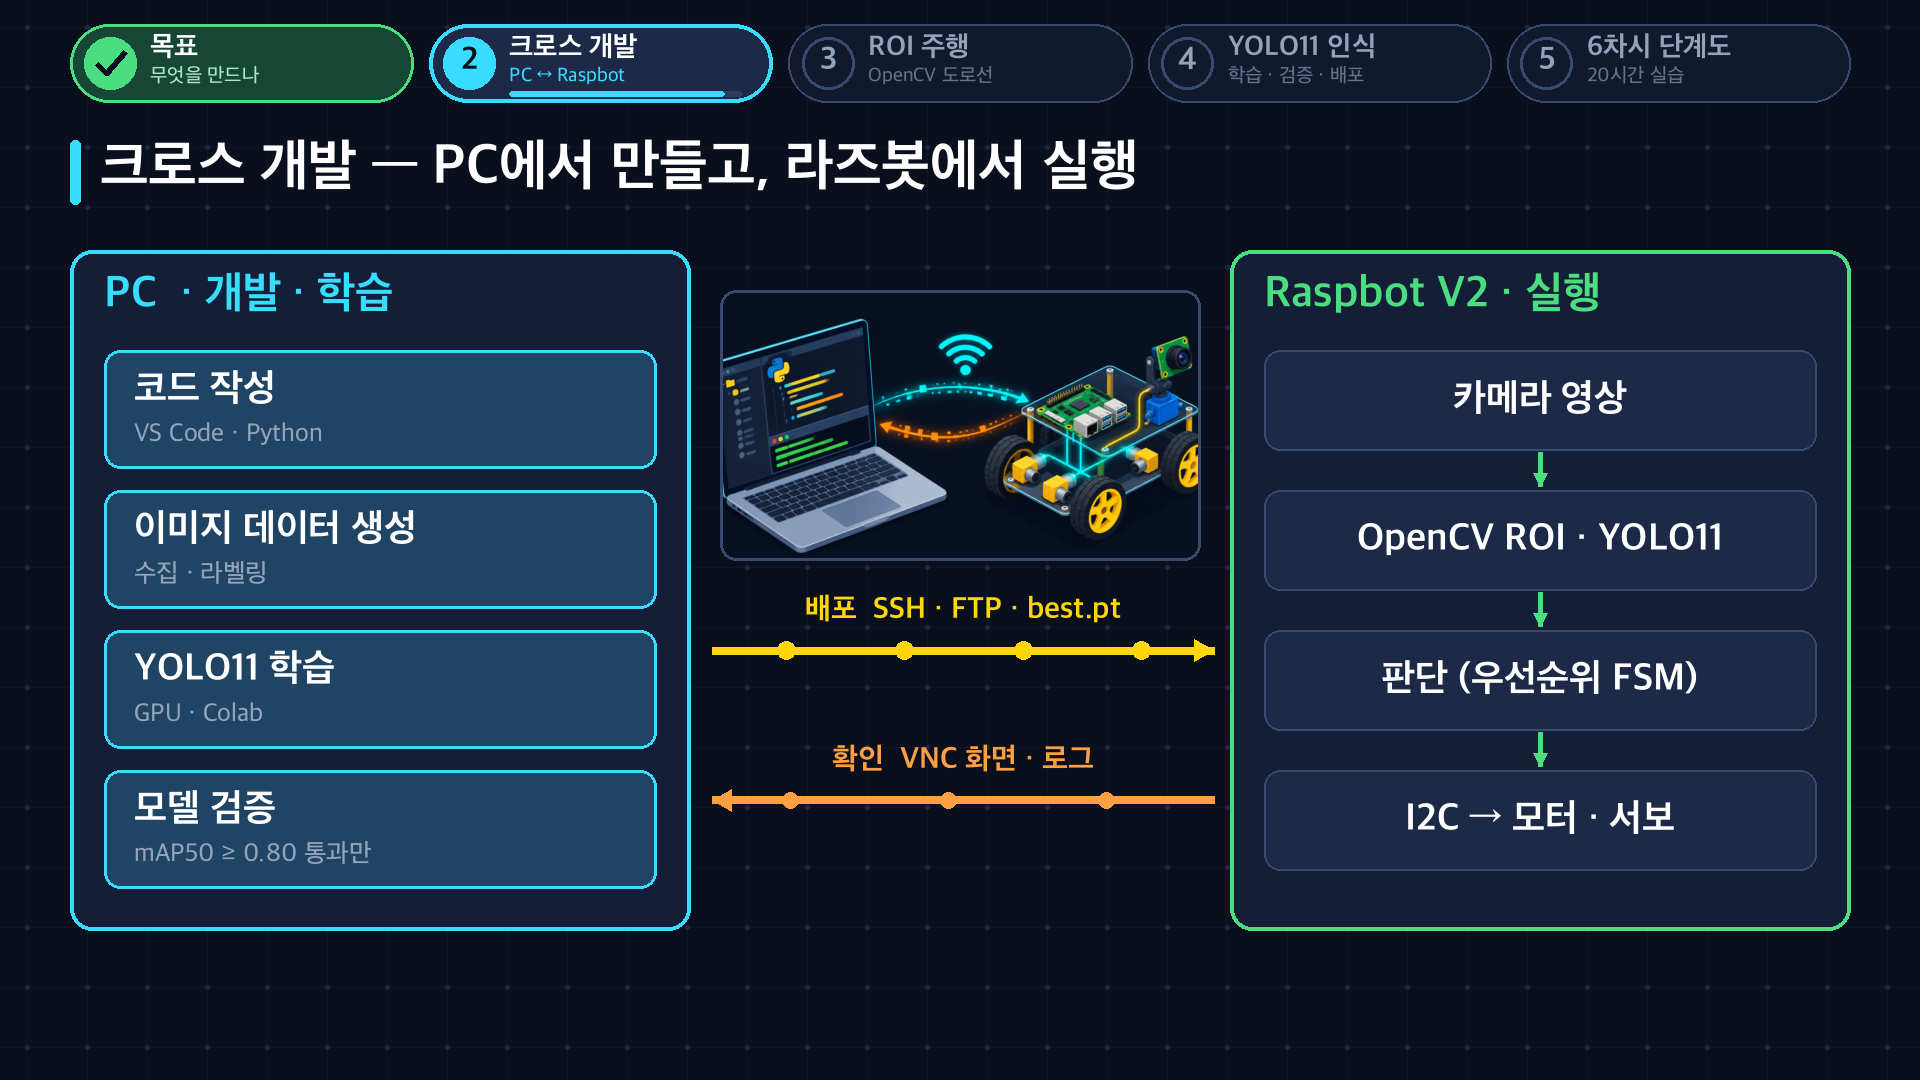 목표
무엇을 만드나
2
크로스 개발
PC ↔ Raspbot
3
ROI 주행
OpenCV 도로선
4
YOLO11 인식
학습 · 검증 · 배포
5
6차시 단계도
20시간 실습
크로스 개발 — PC에서 만들고, 라즈봇에서 실행
PC · 개발 · 학습
코드 작성
VS Code · Python
이미지 데이터 생성
수집 · 라벨링
YOLO11 학습
GPU · Colab
모델 검증
mAP50 ≥ 0.80 통과만
배포 SSH · FTP · best.pt
확인 VNC 화면 · 로그
Raspbot V2 · 실행
카메라 영상
OpenCV ROI · YOLO11
판단 (우선순위 FSM)
I2C → 모터 · 서보